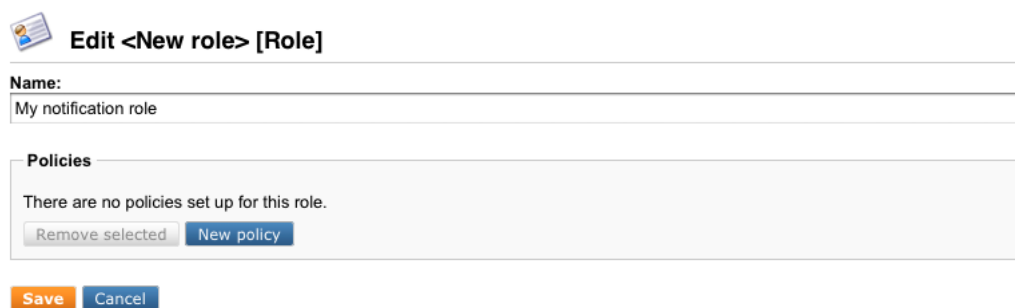 Edit <New role> [Role]
Name:
My notification role
Policies
There are no policies set up for this role.
Remove selected New policy
Save Cancel